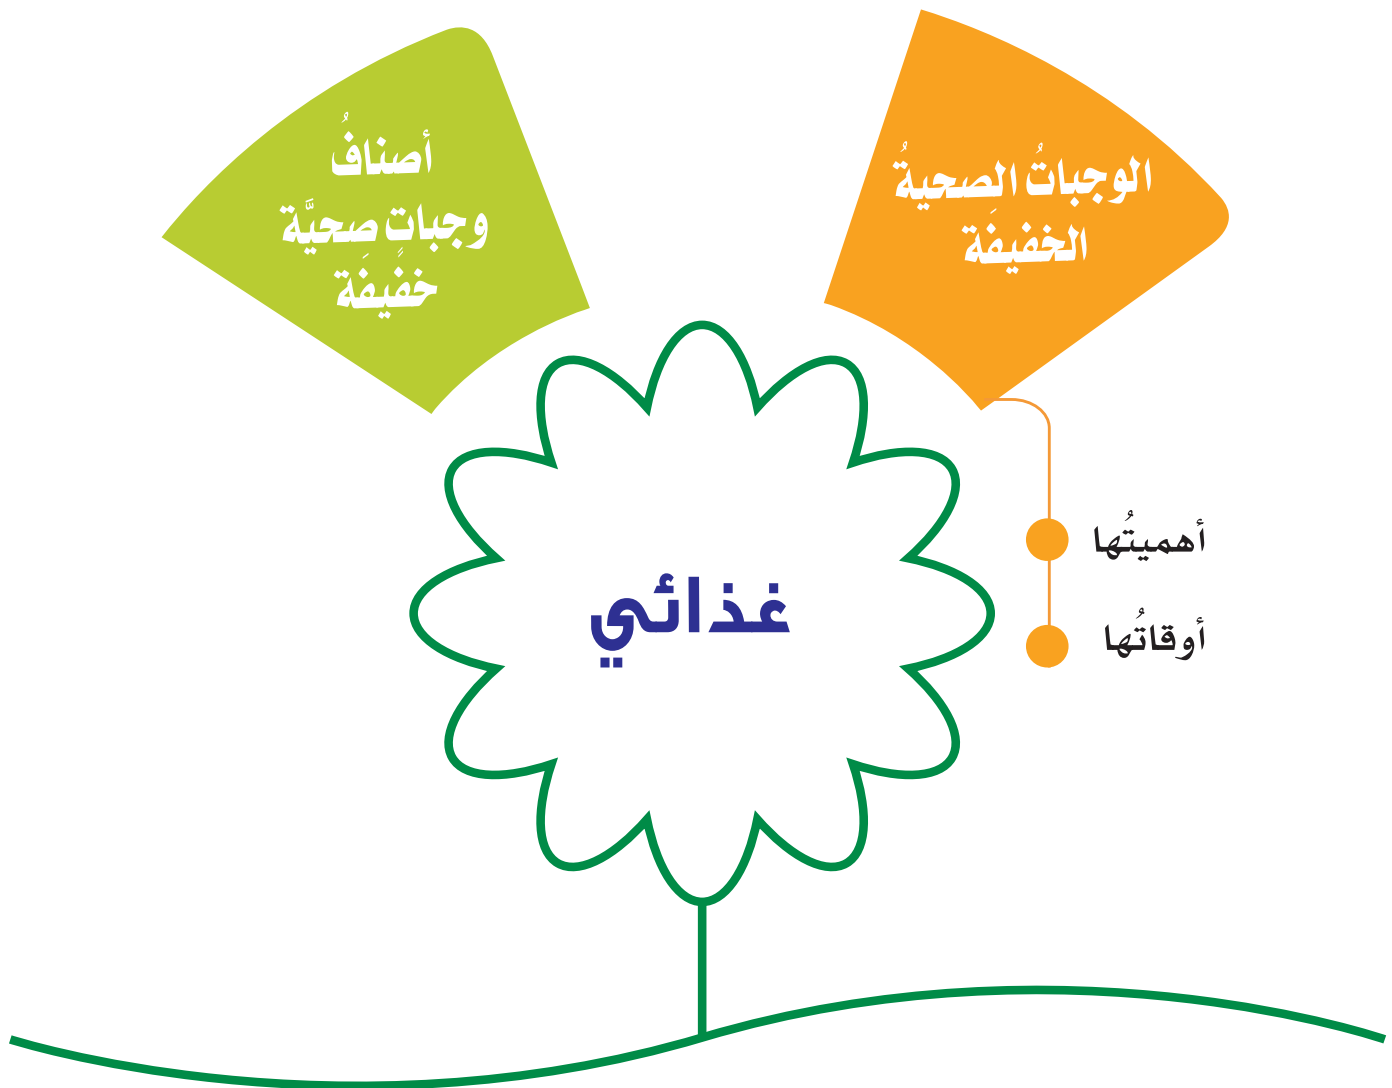 الوجباتُ الصحيةُ
الخفيفَة
أصنافُ
وجباتٍ صحيَّة
خفيفَة
غذائي
أهميتُها
أوقاتُها